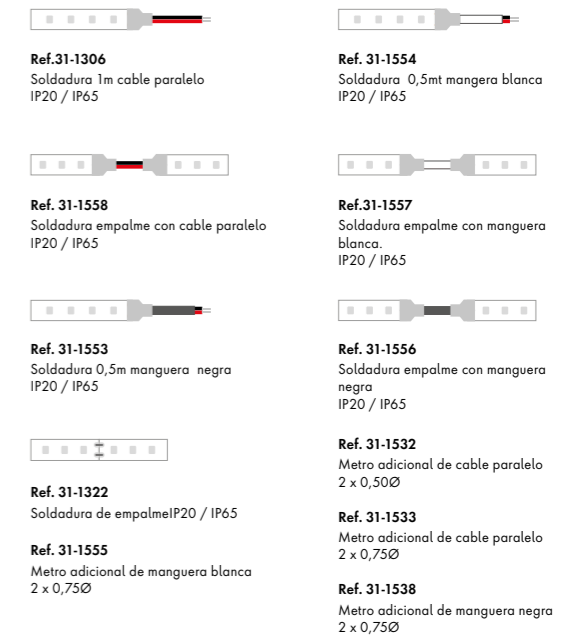 Ref.31-1306
Soldadura 1m cable paralelo
IP20 / IP65
Ref. 31-1554
Soldadura 0,5mt mangera blanca
IP20 / IP65
Ref. 31-1558
Soldadura empalme con cable paralelo
IP20 / IP65
Ref.31-1557
Soldadura empalme con manguera
blanca.
IP20 / IP65
Ref. 31-1553
Soldadura 0,5m manguera negra
IP20 / IP65
Ref. 31-1556
Soldadura empalme con manguera
negra
IP20 / IP65
Ref. 31-1322
Soldadura de empalmeIP20 / IP65
Ref. 31-1555
Metro adicional de manguera blanca
2 x 0,75Ø
Ref. 31-1532
Metro adicional de cable paralelo
2 x 0,50Ø
Ref. 31-1533
Metro adicional de cable paralelo
2 x 0,75Ø
Ref. 31-1538
Metro adicional de manguera negra
2 x 0,75Ø